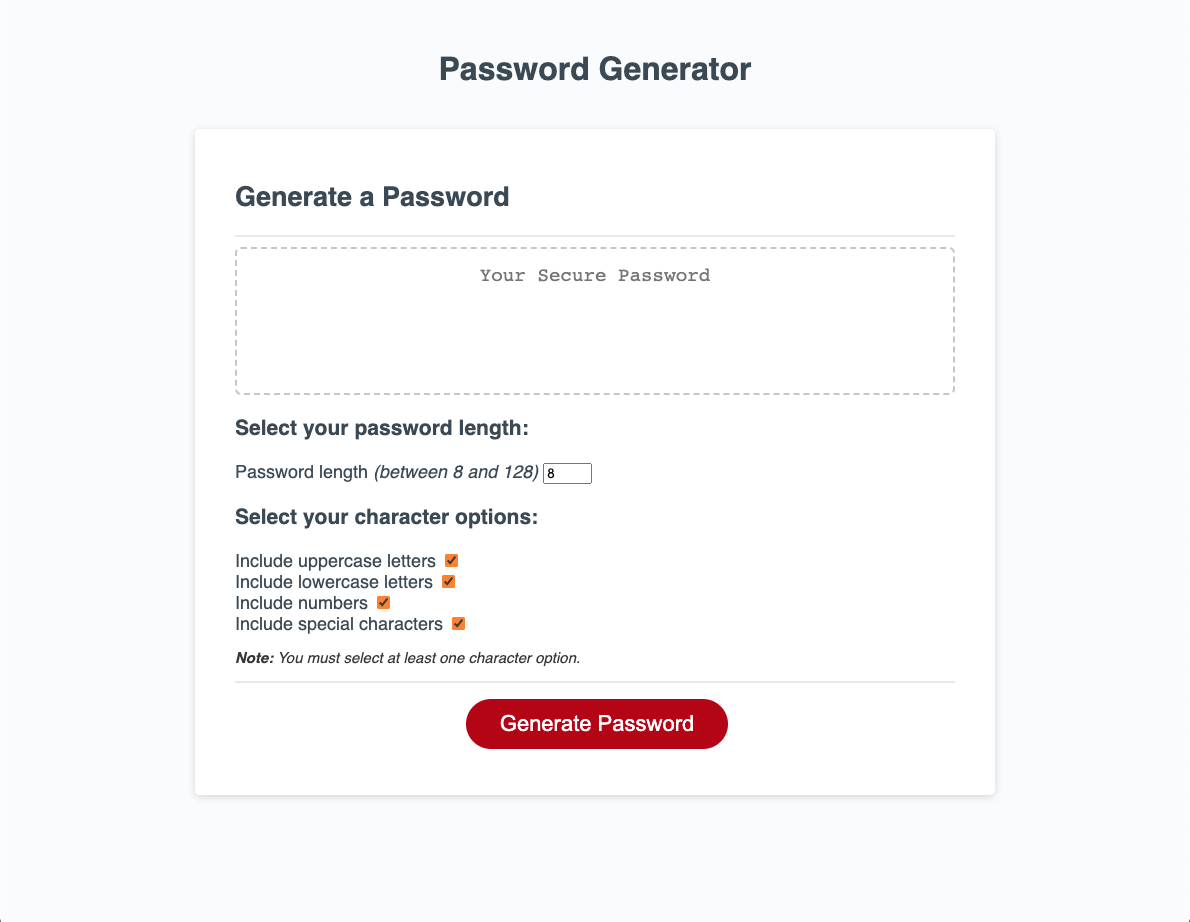 Password Generator
Generate a Password
Your Secure Password
Select your password length:
Password length (between 8 and 128) 8
Select your character options:
Include uppercase letters
Include lowercase letters
Include numbers
Include special characters
Note: You must select at least one character option.
Generate Password